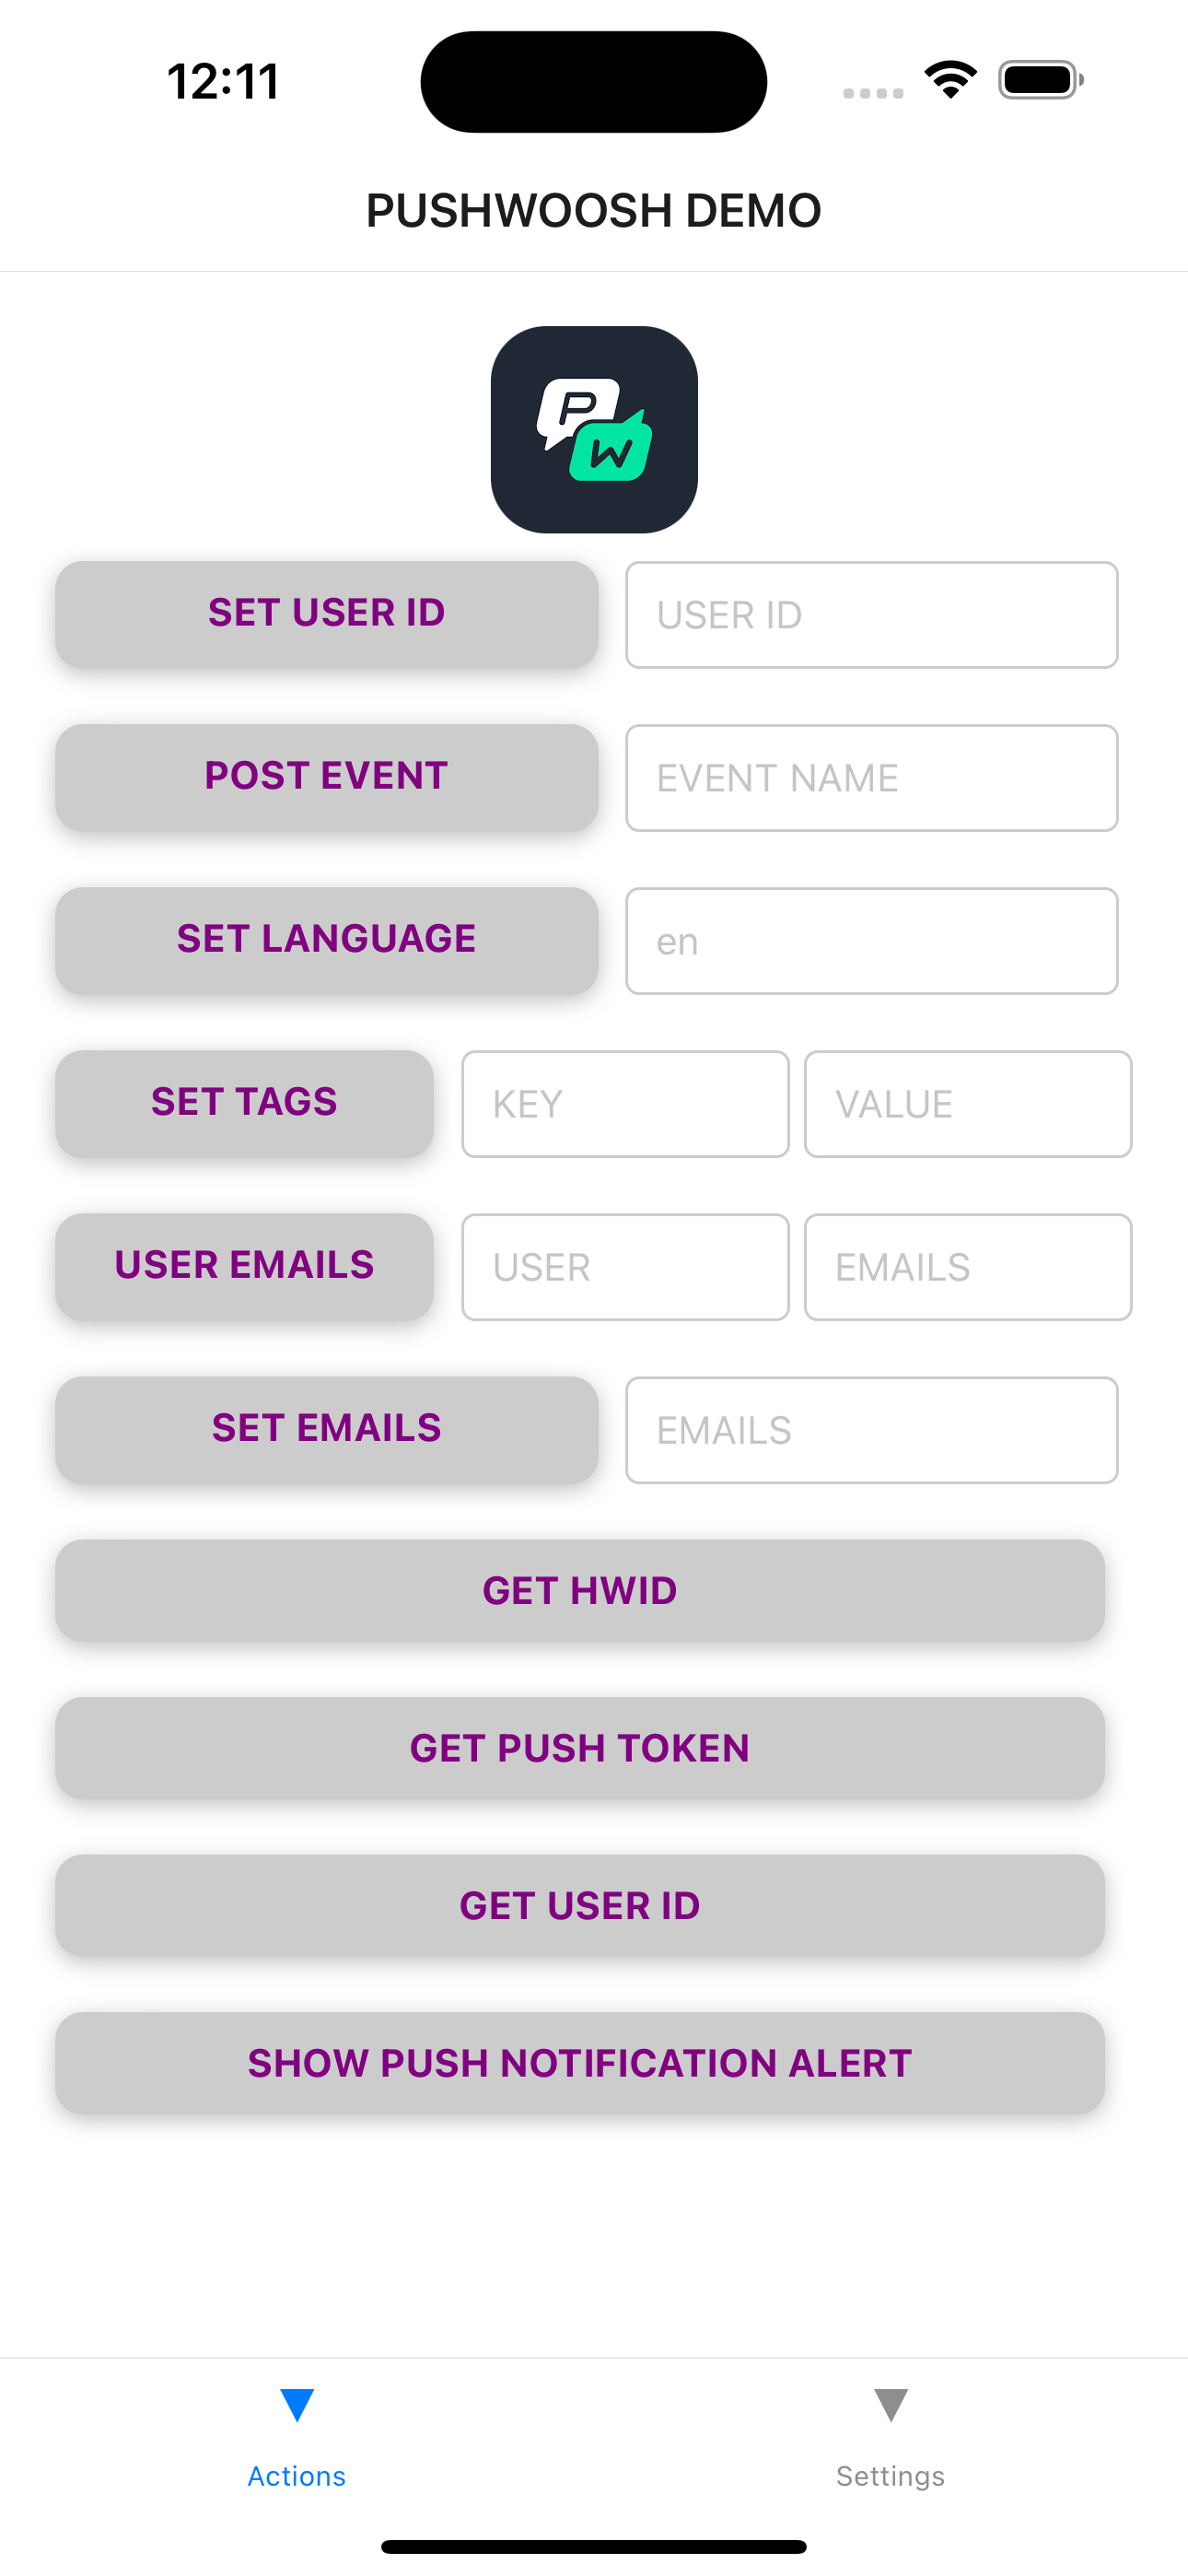 12:11
PUSHWOOSH DEMO
P
W
SET USER ID USER ID
POST EVENT EVENT NAME
SET LANGUAGE en
SET TAGS KEY VALUE
USER EMAILS USER EMAILS
SET EMAILS EMAILS
GET HWID
GET PUSH TOKEN
GET USER ID
SHOW PUSH NOTIFICATION ALERT
Actions Settings